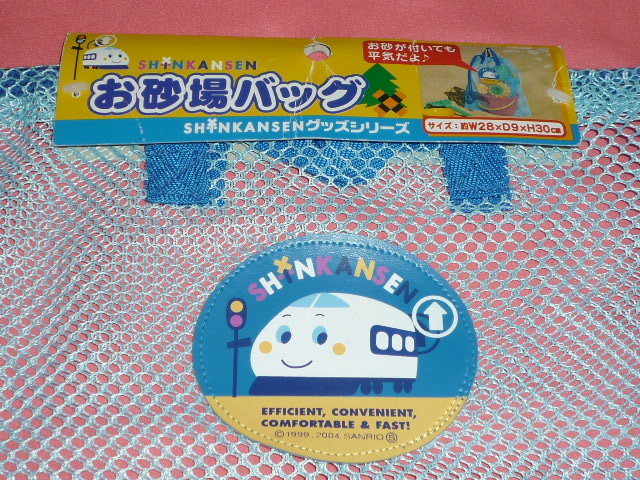 SHINKANSEN
お砂場バッグ
SHINKANSENグッズシリーズ
お砂が付いても
平気だよ♪
サイズ:約W28×D9×H30cm
SHINKANSEN
EFFICIENT, CONVENIENT,
COMFORTABLE & FAST!
©1999, 2004 SANRIO Ⓢ